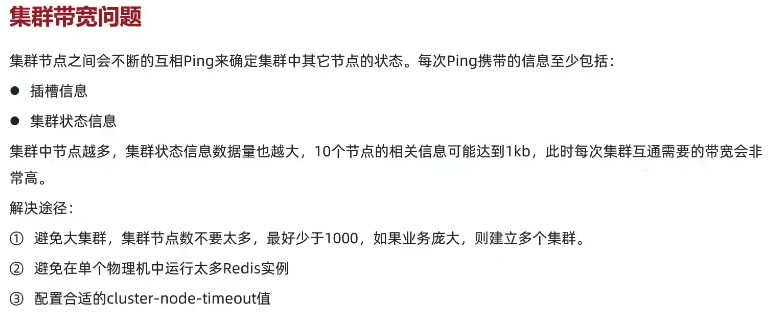 集群带宽问题
集群节点之间会不断的互相Ping来确定集群中其它节点的状态。每次Ping携带的信息至少包括：
● 插槽信息
● 集群状态信息
集群中节点越多，集群状态信息数据量也越大，10个节点的相关信息可能达到1kb，此时每次集群互通需要的带宽会非
常高。
解决途径：
① 避免大集群，集群节点数不要太多，最好少于1000，如果业务庞大，则建立多个集群。
② 避免在单个物理机中运行太多Redis实例
③ 配置合适的cluster-node-timeout值